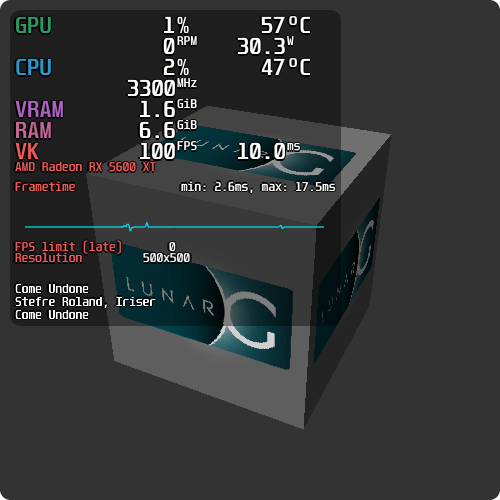 GPU 1% 57°C
0RPM 30.3W
CPU 2% 47°C
3300MHz
VRAM 1.6GiB
RAM 6.6GiB
VK 100FPS 10.0ms
AMD Radeon RX 5600 XT
Frametime min: 2.6ms, max: 17.5ms
FPS limit (late) 0
Resolution 500x500
Come Undone
Stefre Roland, Iriser
Come Undone
LUNAR G
LUNAR G
LUNAR G